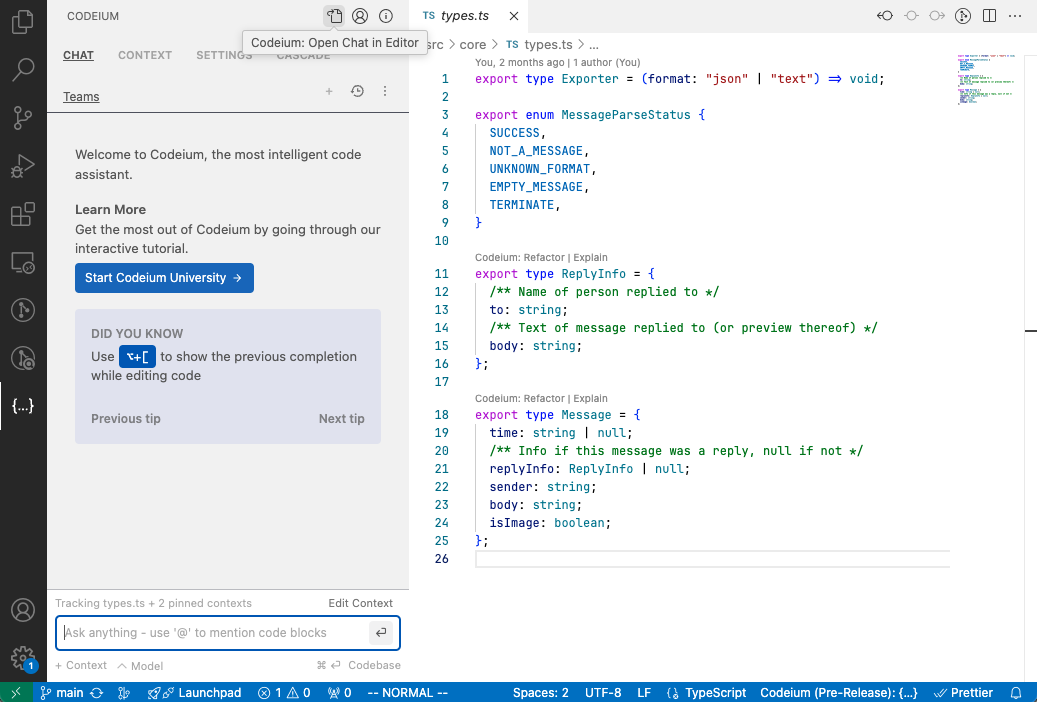 CODEIUM
Codeium: Open Chat in Editor
CHAT CONTEXT SETTINGS CASCADE
Teams
Welcome to Codeium, the most intelligent code
assistant.
Learn More
Get the most out of Codeium by going through our
interactive tutorial.
Start Codeium University →
DID YOU KNOW
Use ⌥+[ to show the previous completion
while editing code
Previous tip Next tip
Tracking types.ts + 2 pinned contexts Edit Context
Ask anything - use '@' to mention code blocks
+ Context Model ⌘ ⏎ Codebase
TS types.ts
src > core > TS types.ts > ...
You, 2 months ago | 1 author (You)
1 export type Exporter = (format: "json" | "text") => void;
2
3 export enum MessageParseStatus {
4 SUCCESS,
5 NOT_A_MESSAGE,
6 UNKNOWN_FORMAT,
7 EMPTY_MESSAGE,
8 TERMINATE,
9 }
10
Codeium: Refactor | Explain
11 export type ReplyInfo = {
12 /** Name of person replied to */
13 to: string;
14 /** Text of message replied to (or preview thereof) */
15 body: string;
16 };
17
Codeium: Refactor | Explain
18 export type Message = {
19 time: string | null;
20 /** Info if this message was a reply, null if not */
21 replyInfo: ReplyInfo | null;
22 sender: string;
23 body: string;
24 isImage: boolean;
25 };
26
{...}
1
main Launchpad 1 0 0 -- NORMAL -- Spaces: 2 UTF-8 LF TypeScript Codeium (Pre-Release): {...} Prettier